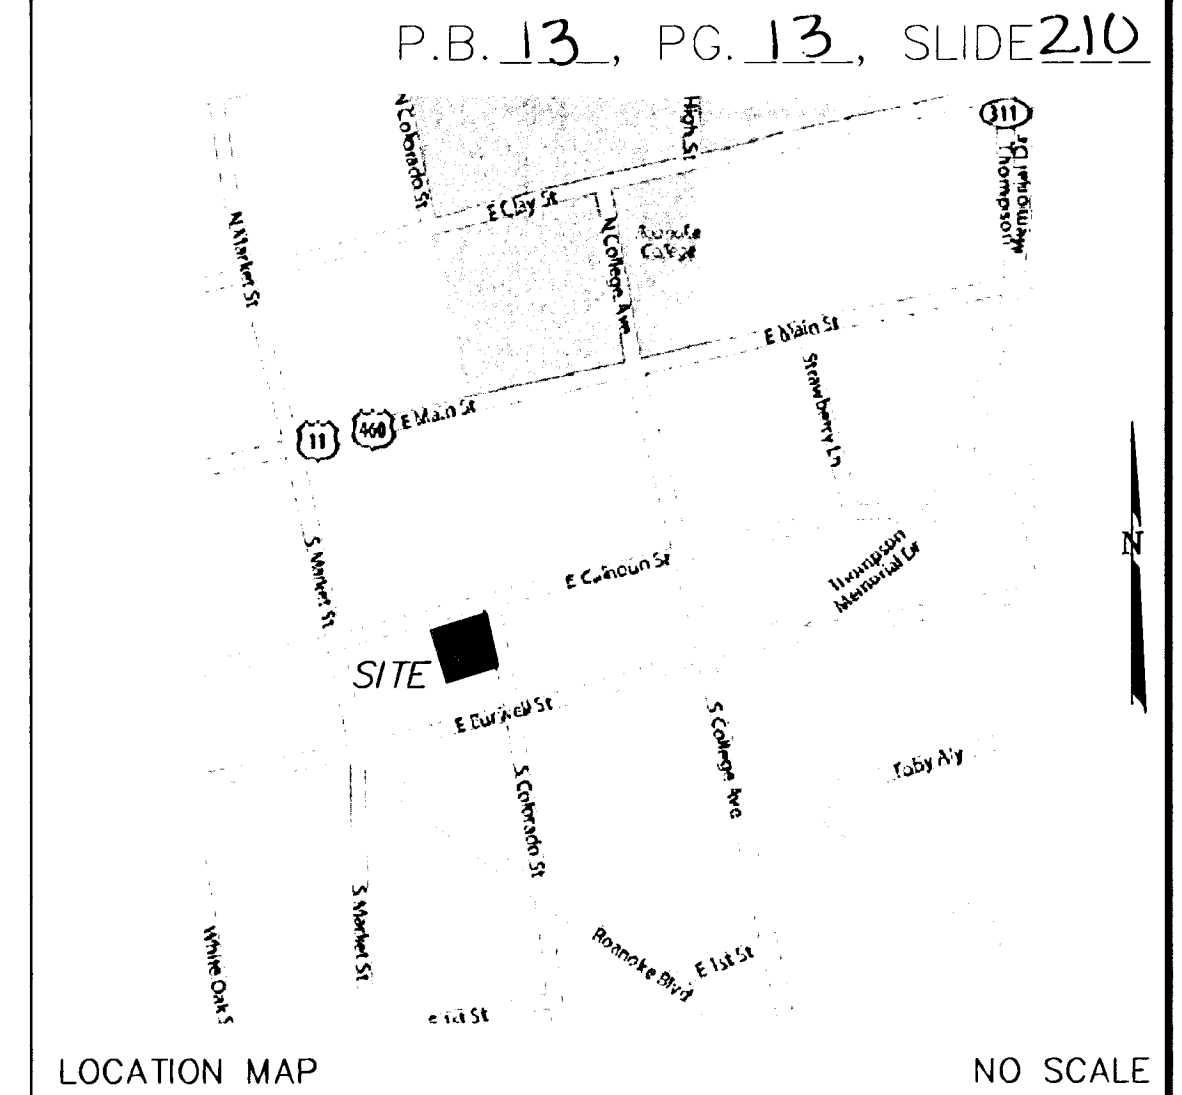 P.B. 13, PG. 13, SLIDE 210
311
N Colorado St
High St
Thompson
Memorial Dr
E Clay St
N Market St
N College Ave
E Main St
Strawberry Ln
11
460
E Main St
S Market St
E Calhoun St
Thompson
Memorial Dr
N
SITE
E Burwell St
S College Ave
Toby Aly
S Colorado St
S Market St
White Oak S
Roanoke Blvd
E 1st St
LOCATION MAP
NO SCALE